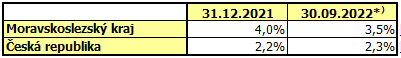 31.12.2021 30.09.2022*)
Moravskoslezský kraj 4,0% 3,5%
Česká republika 2,2% 2,3%